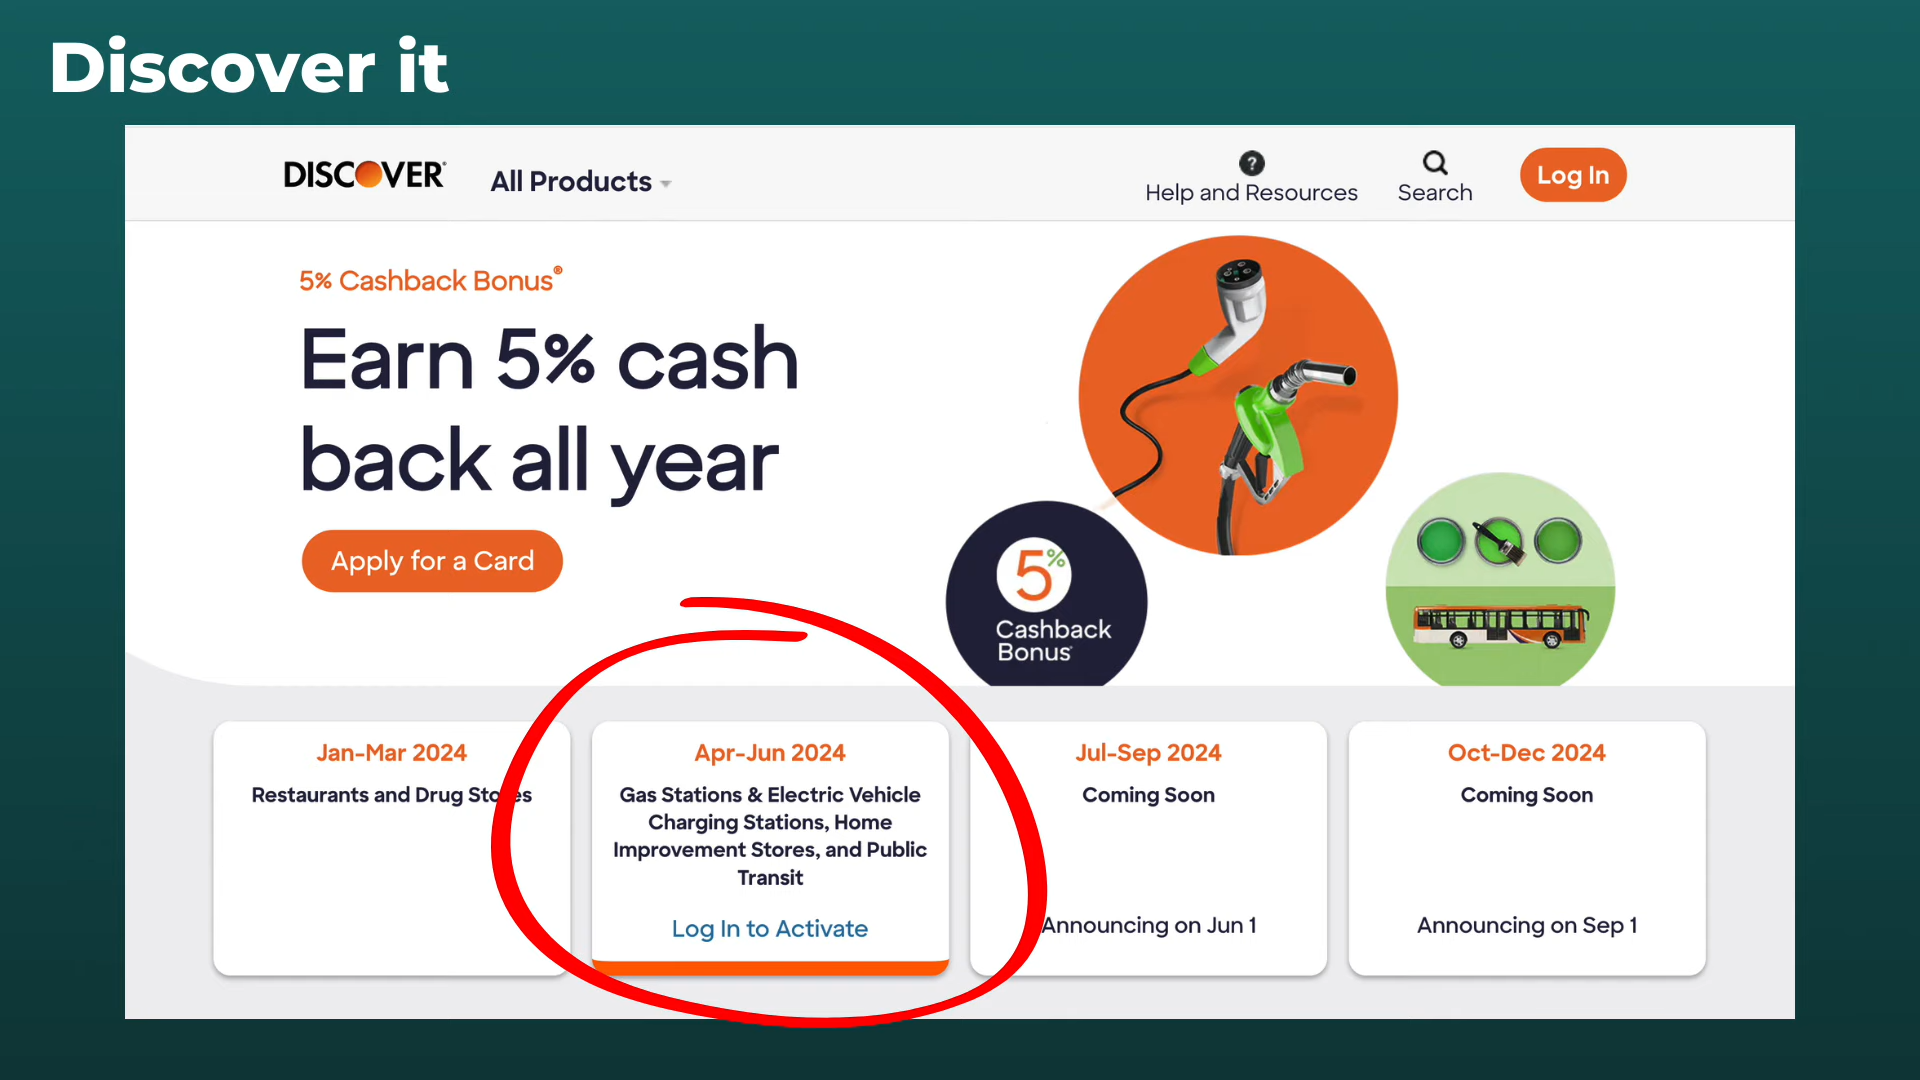 Discover it
DISCOVER®
All Products
?
Help and Resources
Search
Log In
5% Cashback Bonus®
Earn 5% cash
back all year
Apply for a Card
5%
Cashback
Bonus®
Jan-Mar 2024
Restaurants and Drug Stores
Apr-Jun 2024
Gas Stations & Electric Vehicle
Charging Stations, Home
Improvement Stores, and Public
Transit
Log In to Activate
Jul-Sep 2024
Coming Soon
Announcing on Jun 1
Oct-Dec 2024
Coming Soon
Announcing on Sep 1